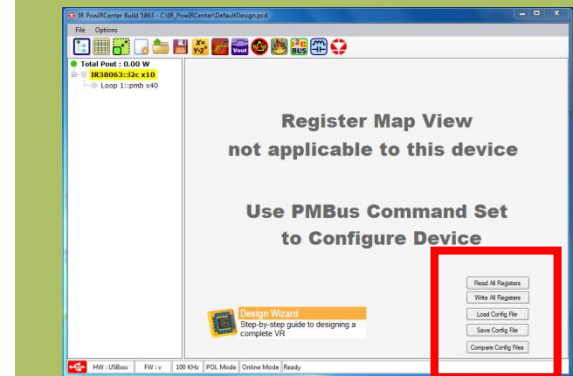 IR PowIRCenter Build 5863 - C:\IR_PowIRCenter\DefaultDesign.pcd
File Options
Total Pout : 0.00 W
IR38063::i2c x10
Loop 1::pmb x40
Register Map View
not applicable to this device
Use PMBus Command Set
to Configure Device
Read All Registers
Write All Registers
Load Config File
Save Config File
Compare Config Files
Design Wizard
Step-by-step guide to designing a
complete VR
HW : USBxxx FW : v 100 KHz POL Mode Online Mode Ready